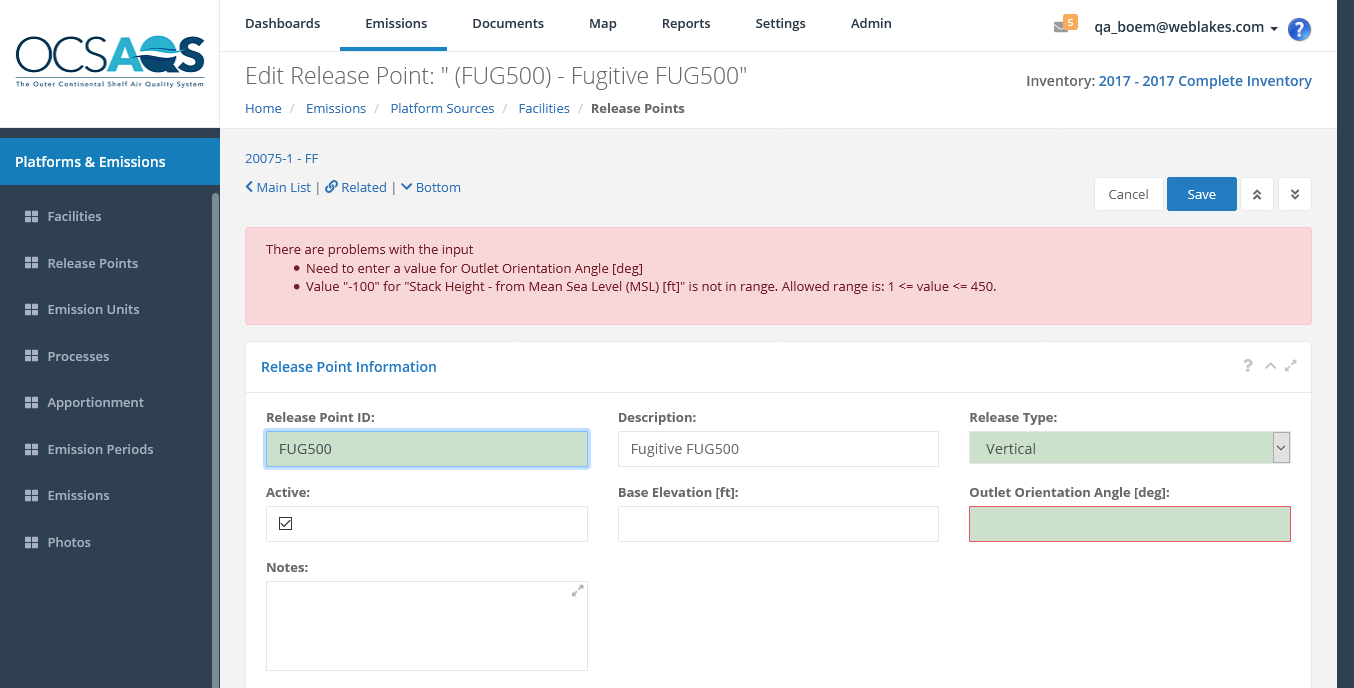 OCSAQS
The Outer Continental Shelf Air Quality System
Dashboards Emissions Documents Map Reports Settings Admin
5 qa_boem@weblakes.com ?
Edit Release Point: " (FUG500) - Fugitive FUG500"
Inventory: 2017 - 2017 Complete Inventory
Home / Emissions / Platform Sources / Facilities / Release Points
Platforms & Emissions
Facilities
Release Points
Emission Units
Processes
Apportionment
Emission Periods
Emissions
Photos
20075-1 - FF
Main List | Related | Bottom
Cancel Save
There are problems with the input
• Need to enter a value for Outlet Orientation Angle [deg]
• Value "-100" for "Stack Height - from Mean Sea Level (MSL) [ft]" is not in range. Allowed range is: 1 <= value <= 450.
Release Point Information ?
Release Point ID: Description: Release Type:
FUG500 Fugitive FUG500 Vertical
Active: Base Elevation [ft]: Outlet Orientation Angle [deg]:
Notes: